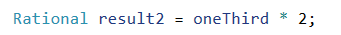 Rational result2 = oneThird * 2;